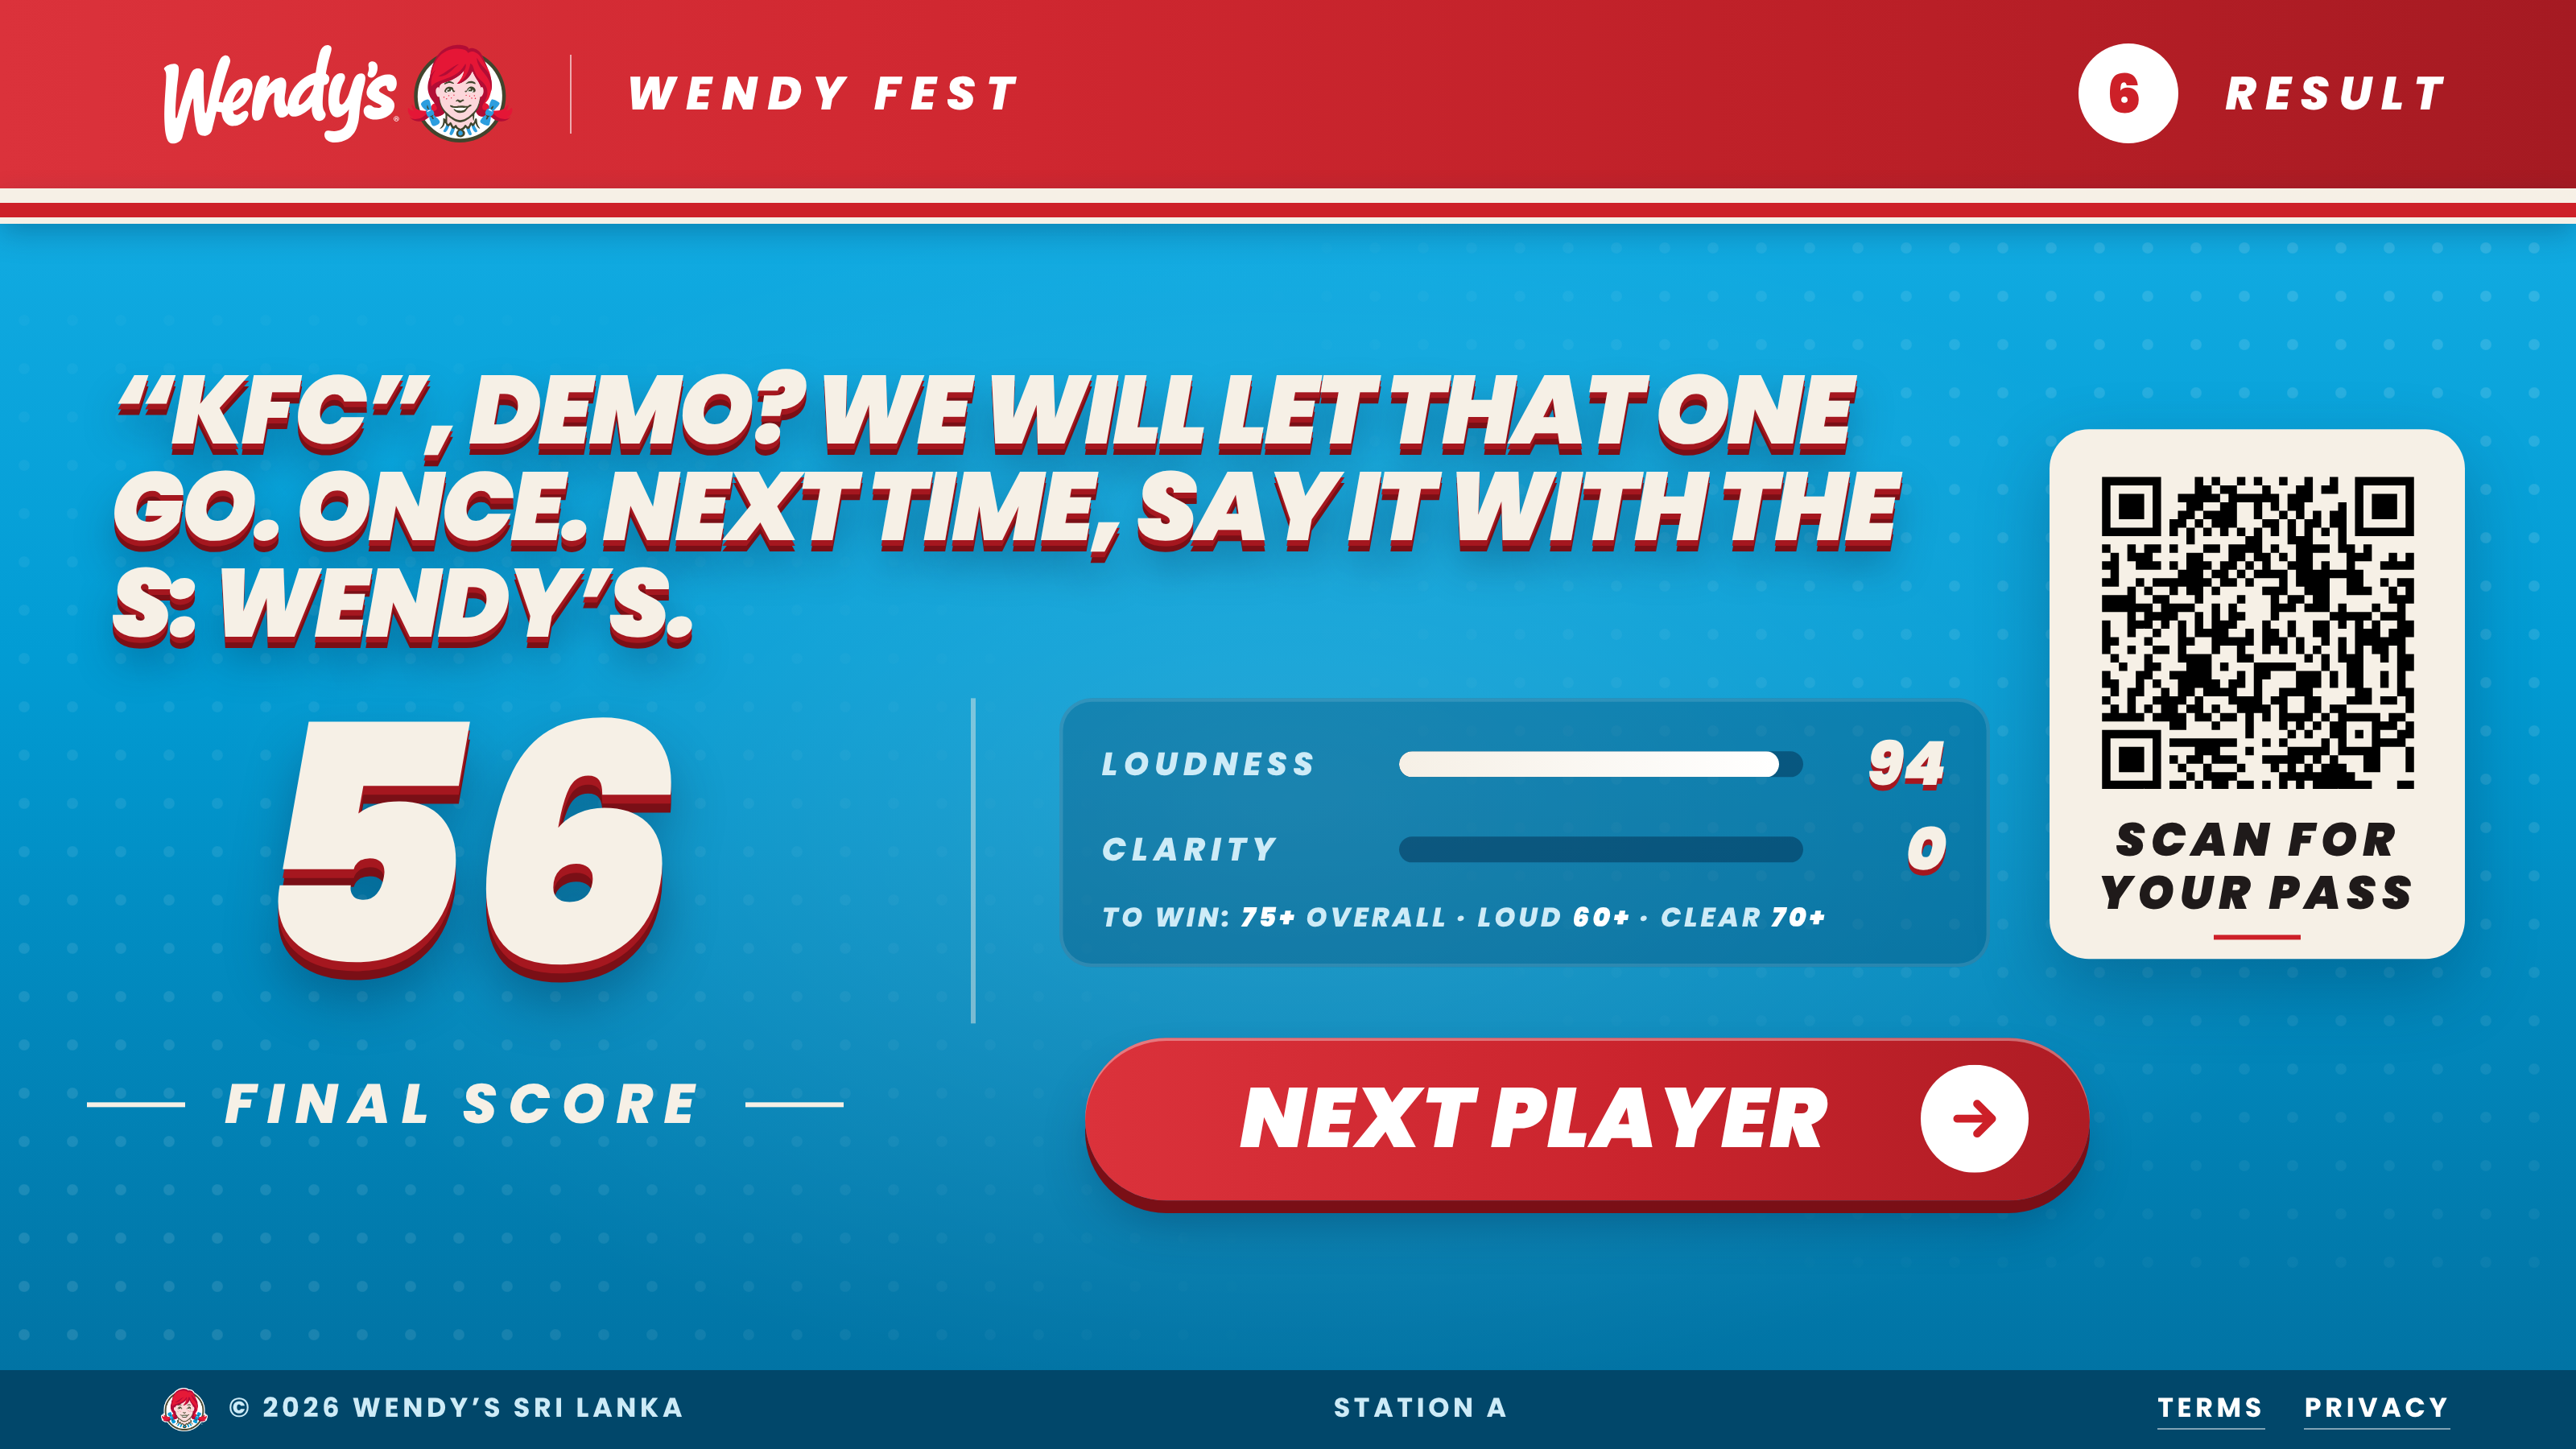 Wendy's
WENDY FEST
6 RESULT
“KFC”, DEMO? WE WILL LET THAT ONE
GO. ONCE. NEXT TIME, SAY IT WITH THE
S: WENDY’S.
56
FINAL SCORE
LOUDNESS 94
CLARITY 0
TO WIN: 75+ OVERALL · LOUD 60+ · CLEAR 70+
SCAN FOR
YOUR PASS
NEXT PLAYER
© 2026 WENDY’S SRI LANKA
STATION A
TERMS PRIVACY